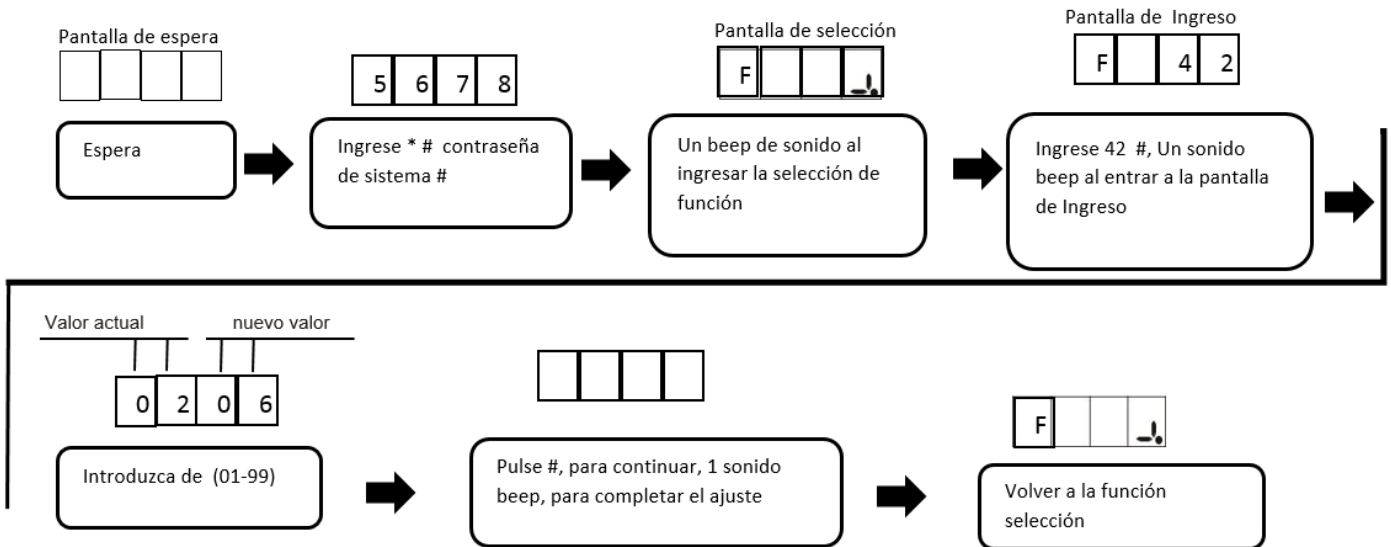 Pantalla de espera
5 6 7 8
Pantalla de selección
F
Pantalla de Ingreso
F 4 2
Espera
Ingrese * # contraseña
de sistema #
Un beep de sonido al
ingresar la selección de
función
Ingrese 42 #, Un sonido
beep al entrar a la pantalla
de Ingreso
Valor actual
nuevo valor
0 2 0 6
Introduzca de (01-99)
Pulse #, para continuar, 1 sonido
beep, para completar el ajuste
F
Volver a la función
selección